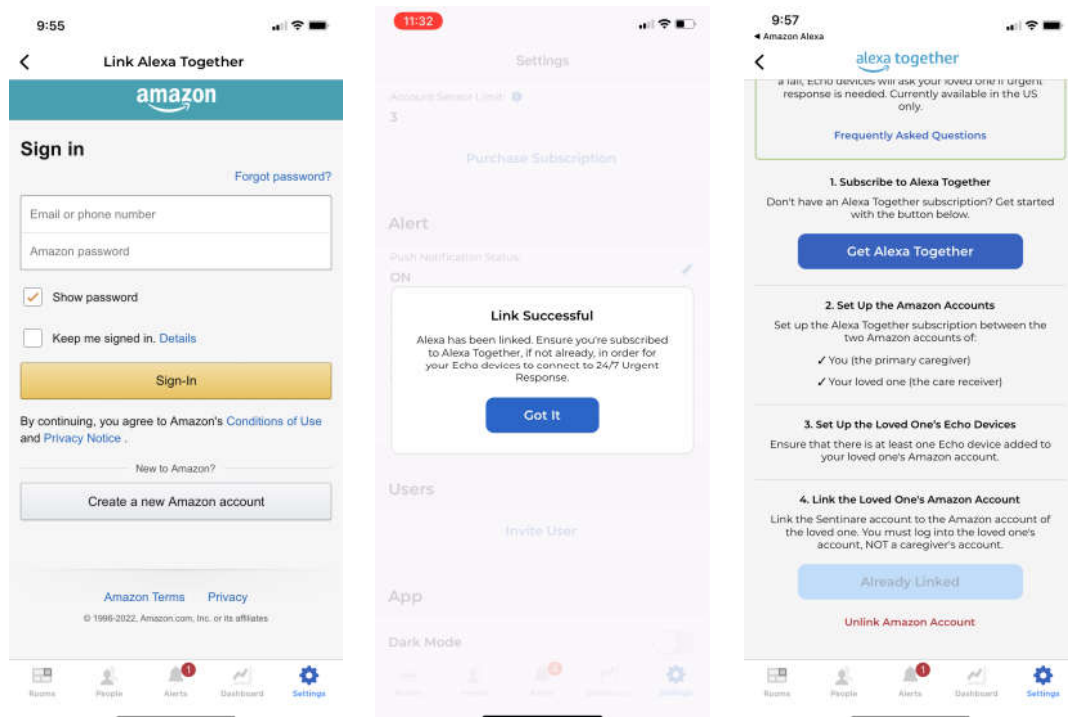 9:55
Link Alexa Together
amazon
Sign in
Forgot password?
Email or phone number
Amazon password
Show password
Keep me signed in. Details
Sign-In
By continuing, you agree to Amazon's Conditions of Use
and Privacy Notice .
New to Amazon?
Create a new Amazon account
Amazon Terms Privacy
© 1996-2022, Amazon.com, Inc. or its affiliates
1
Rooms People Alerts Dashboard Settings
11:32
Settings
Account Sensor Limit:
3
Purchase Subscription
Alert
Push Notification Status:
ON
Link Successful
Alexa has been linked. Ensure you're subscribed
to Alexa Together, if not already, in order for
your Echo devices to connect to 24/7 Urgent
Response.
Got It
Users
Invite User
App
Dark Mode
Settings
9:57
Amazon Alexa
alexa together
a fall, Echo devices will ask your loved one if urgent
response is needed. Currently available in the US
only.
Frequently Asked Questions
1. Subscribe to Alexa Together
Don't have an Alexa Together subscription? Get started
with the button below.
Get Alexa Together
2. Set Up the Amazon Accounts
Set up the Alexa Together subscription between the
two Amazon accounts of:
✓ You (the primary caregiver)
✓ Your loved one (the care receiver)
3. Set Up the Loved One's Echo Devices
Ensure that there is at least one Echo device added to
your loved one's Amazon account.
4. Link the Loved One's Amazon Account
Link the Sentinare account to the Amazon account of
the loved one. You must log into the loved one's
account, NOT a caregiver's account.
Already Linked
Unlink Amazon Account
1
Rooms People Alerts Dashboard Settings